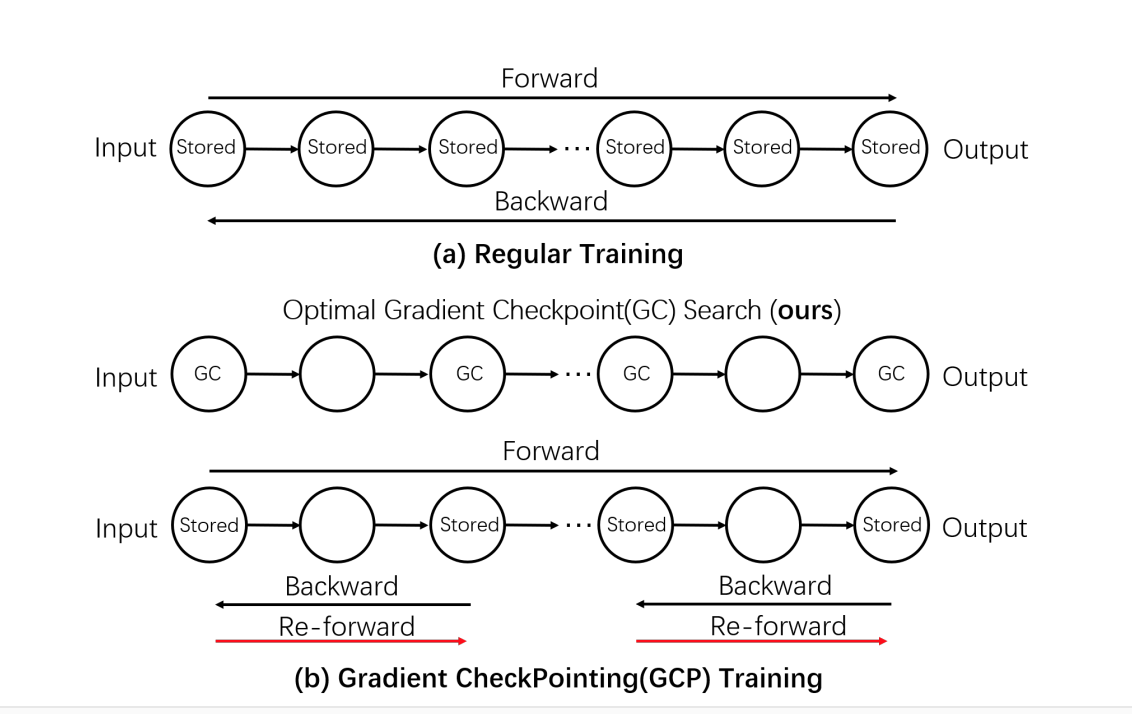 Forward
Input Stored Stored Stored ··· Stored Stored Stored Output
Backward
(a) Regular Training
Optimal Gradient Checkpoint(GC) Search (ours)
Input GC GC ··· GC GC Output
Forward
Input Stored Stored ··· Stored Stored Output
Backward Backward
Re-forward Re-forward
(b) Gradient CheckPointing(GCP) Training